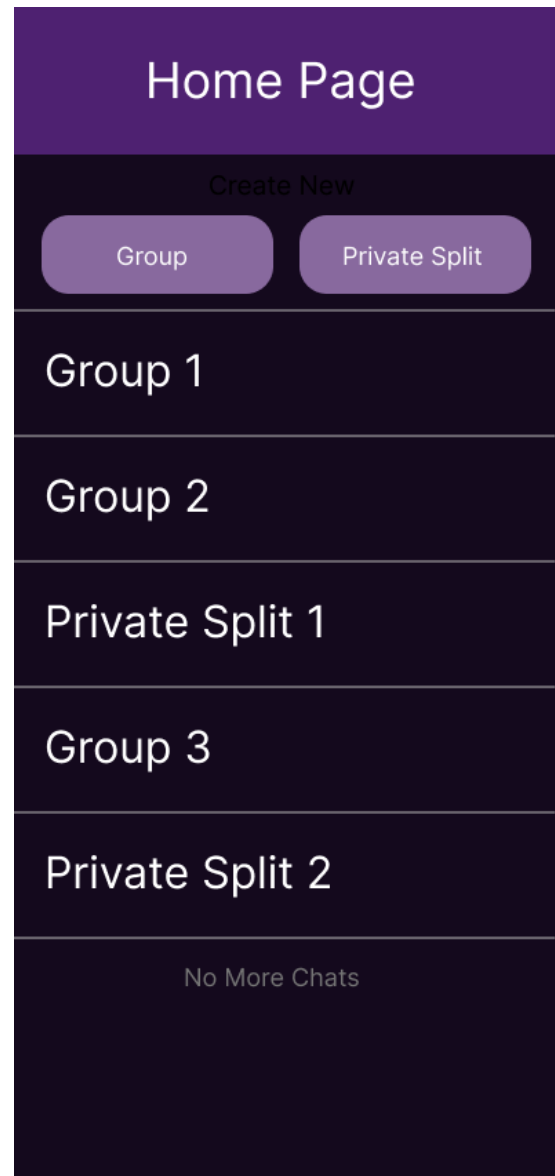 Home Page
Create New
Group
Private Split
Group 1
Group 2
Private Split 1
Group 3
Private Split 2
No More Chats